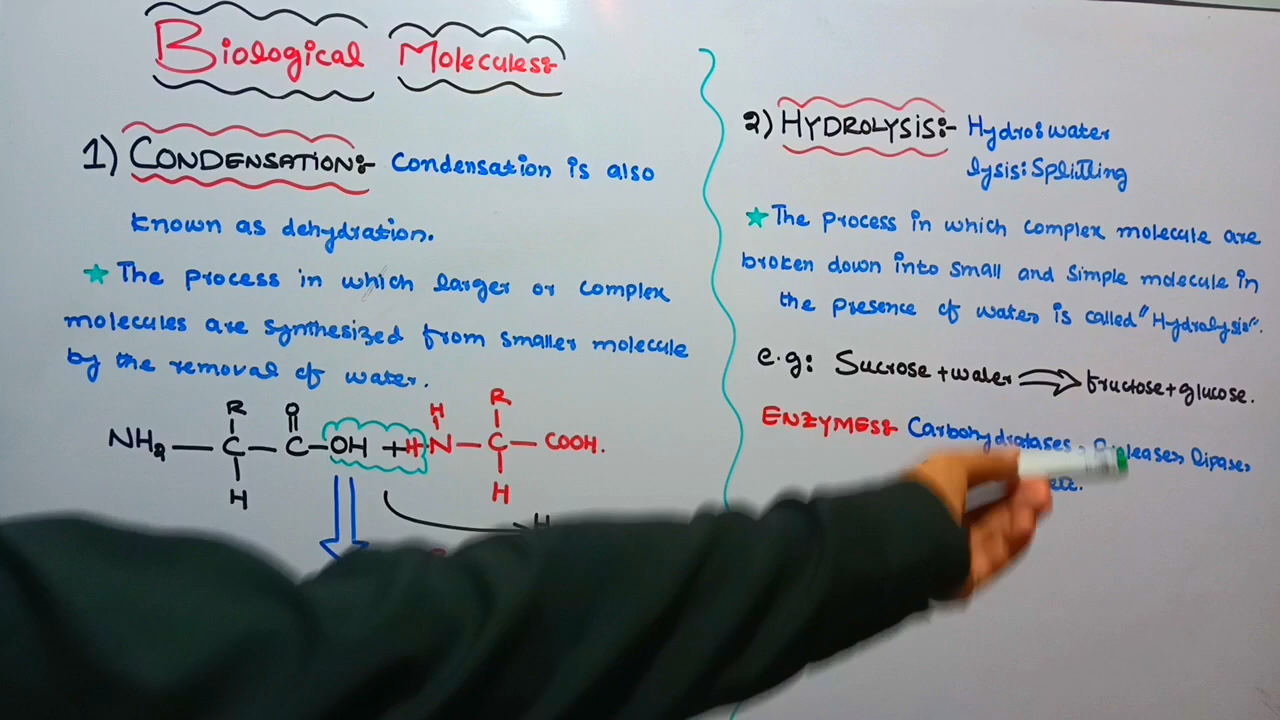 Biological Molecules:-
1) CONDENSATION:- Condensation is also
known as dehydration.
★ The process in which larger or complex
molecules are synthesized from smaller molecule
by the removal of water.
R O H R
NH2 — C — C — OH + H N — C — COOH.
H H
H
2) HYDROLYSIS:- Hydro: water
lysis: Splitting
★ The process in which complex molecule are
broken down into small and simple molecule in
the presence of water is called "Hydrolysis".
e.g: Sucrose + water ⇒ fructose + glucose.
ENZYMES:- Carbohydrates, lipases
etc.